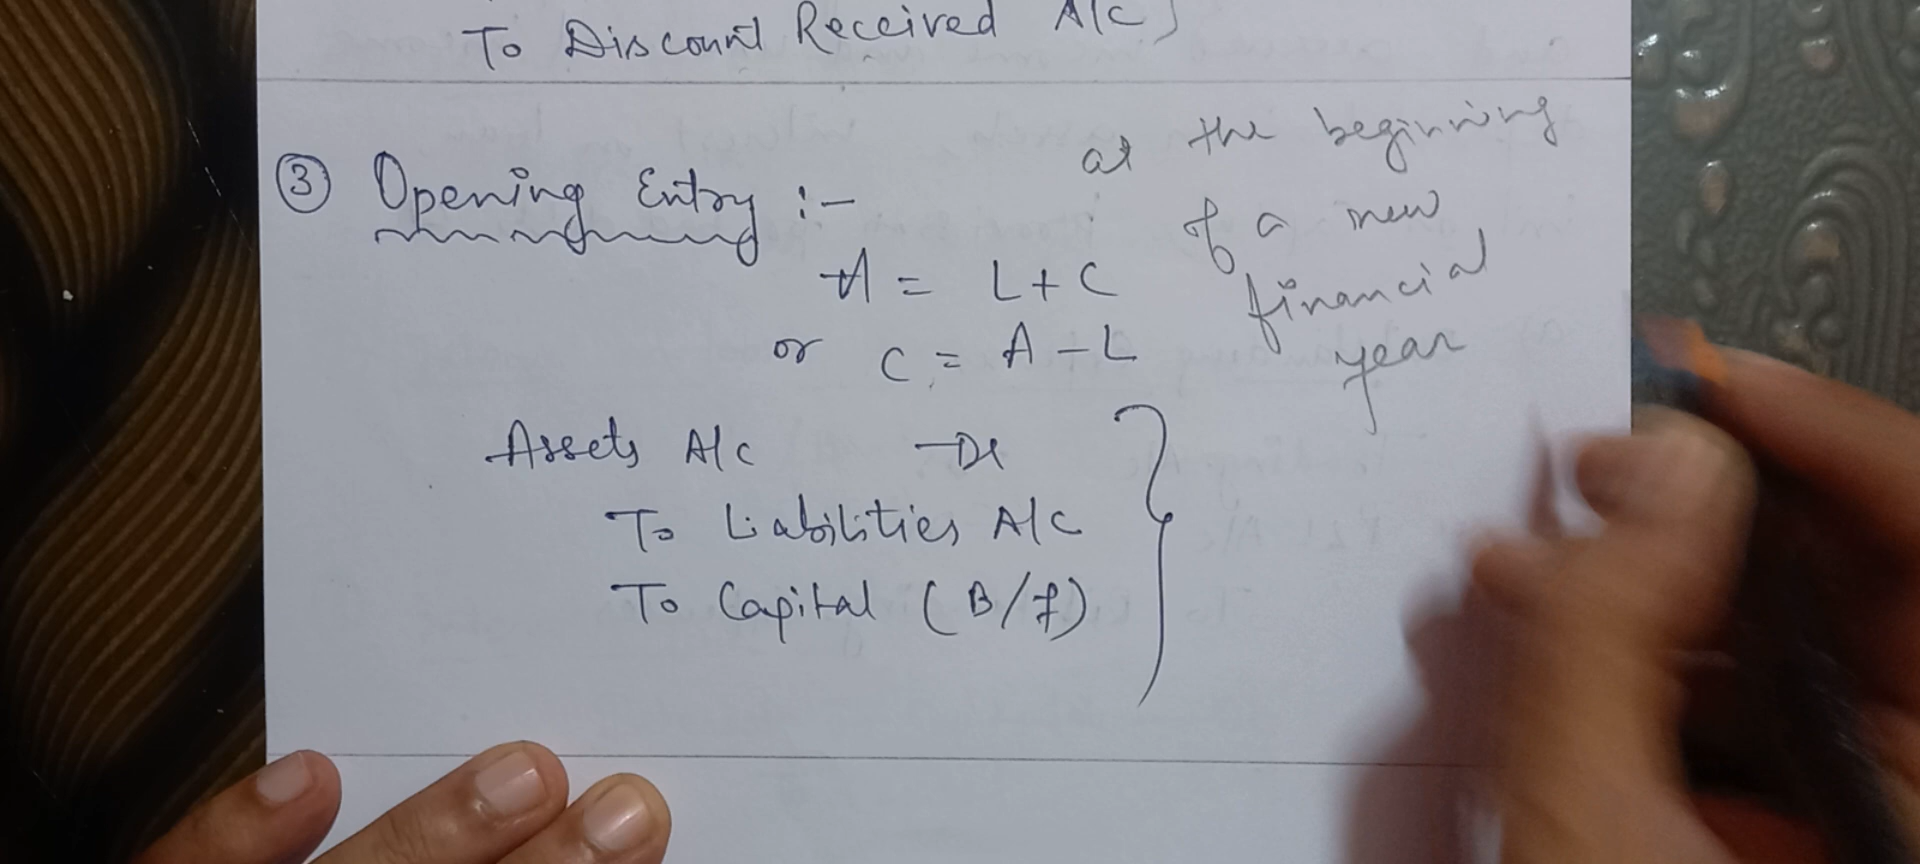 To Discount Received A/c
③ Opening Entry :-
at the beginning
of a new
financial
year
A = L + C
or C = A - L
Assets A/c - Dr
To Liabilities A/c
To Capital (B/f)